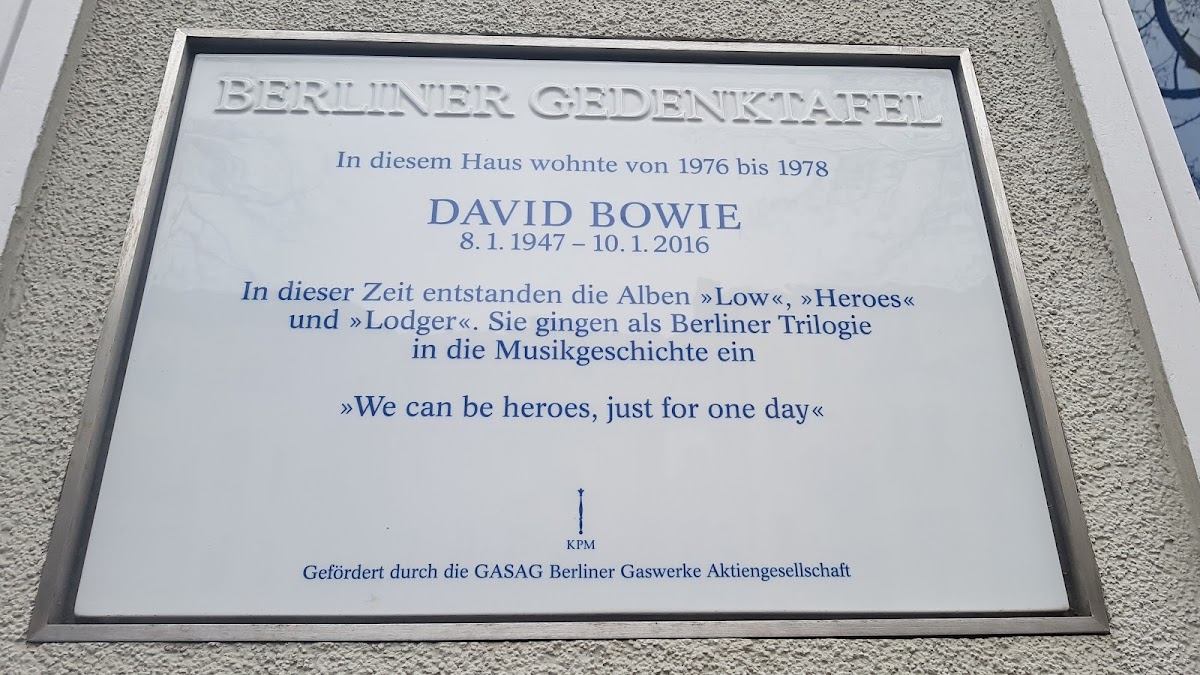 BERLINER GEDENKTAFEL
In diesem Haus wohnte von 1976 bis 1978
DAVID BOWIE
8. 1. 1947 – 10. 1. 2016
In dieser Zeit entstanden die Alben »Low«, »Heroes«
und »Lodger«. Sie gingen als Berliner Trilogie
in die Musikgeschichte ein
»We can be heroes, just for one day«
KPM
Gefördert durch die GASAG Berliner Gaswerke Aktiengesellschaft